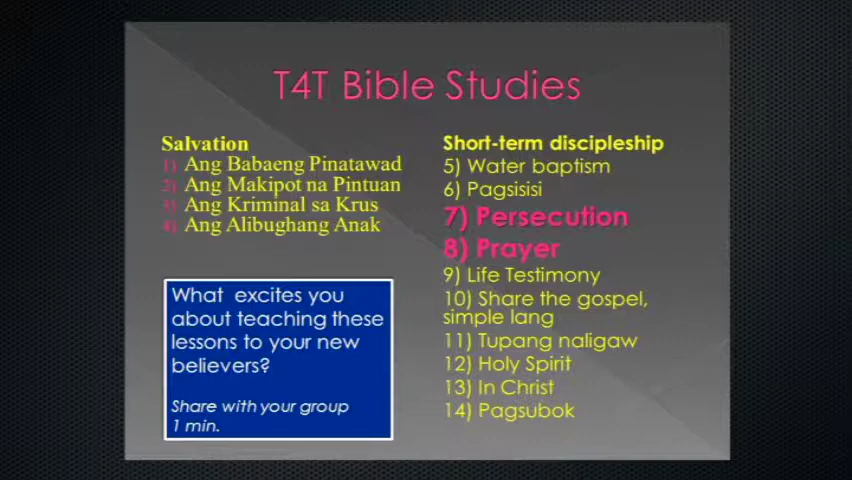 T4T Bible Studies
Salvation
1) Ang Babaeng Pinatawad
2) Ang Makipot na Pintuan
3) Ang Kriminal sa Krus
4) Ang Alibughang Anak
What excites you
about teaching these
lessons to your new
believers?
Share with your group
1 min.
Short-term discipleship
5) Water baptism
6) Pagsisisi
7) Persecution
8) Prayer
9) Life Testimony
10) Share the gospel,
simple lang
11) Tupang naligaw
12) Holy Spirit
13) In Christ
14) Pagsubok